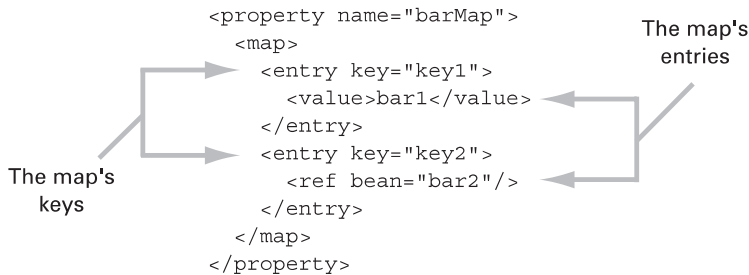 <property name="barMap">
<map>
<entry key="key1">
<value>bar1</value>
</entry>
<entry key="key2">
<ref bean="bar2"/>
</entry>
</map>
</property>
The map's
keys
The map's
entries